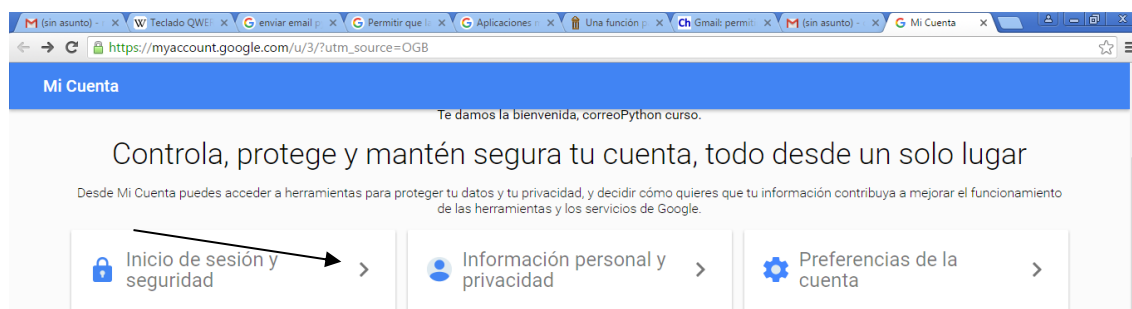 (sin asunto) -
Teclado QWER
enviar email p
Permitir que l
Aplicaciones
Una función p
Gmail: permit
(sin asunto) -
Mi Cuenta
https://myaccount.google.com/u/3/?utm_source=OGB
Mi Cuenta
Te damos la bienvenida, correoPython curso.
Controla, protege y mantén segura tu cuenta, todo desde un solo lugar
Desde Mi Cuenta puedes acceder a herramientas para proteger tu datos y tu privacidad, y decidir cómo quieres que tu información contribuya a mejorar el funcionamiento
de las herramientas y los servicios de Google.
Inicio de sesión y
seguridad
Información personal y
privacidad
Preferencias de la
cuenta